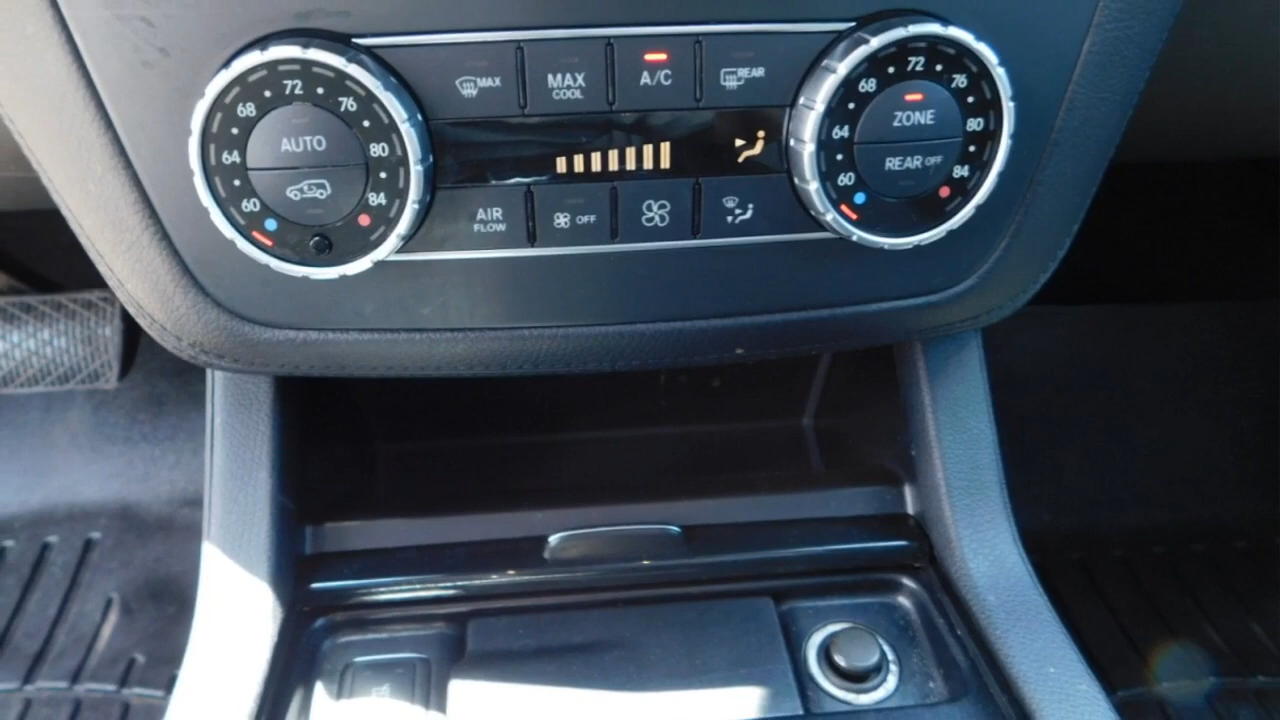 72
68 76
AUTO
64 80
60 84
MAX
MAX
COOL
A/C
REAR
AIR
FLOW
OFF
72
68 76
ZONE
64 80
REAR OFF
60 84